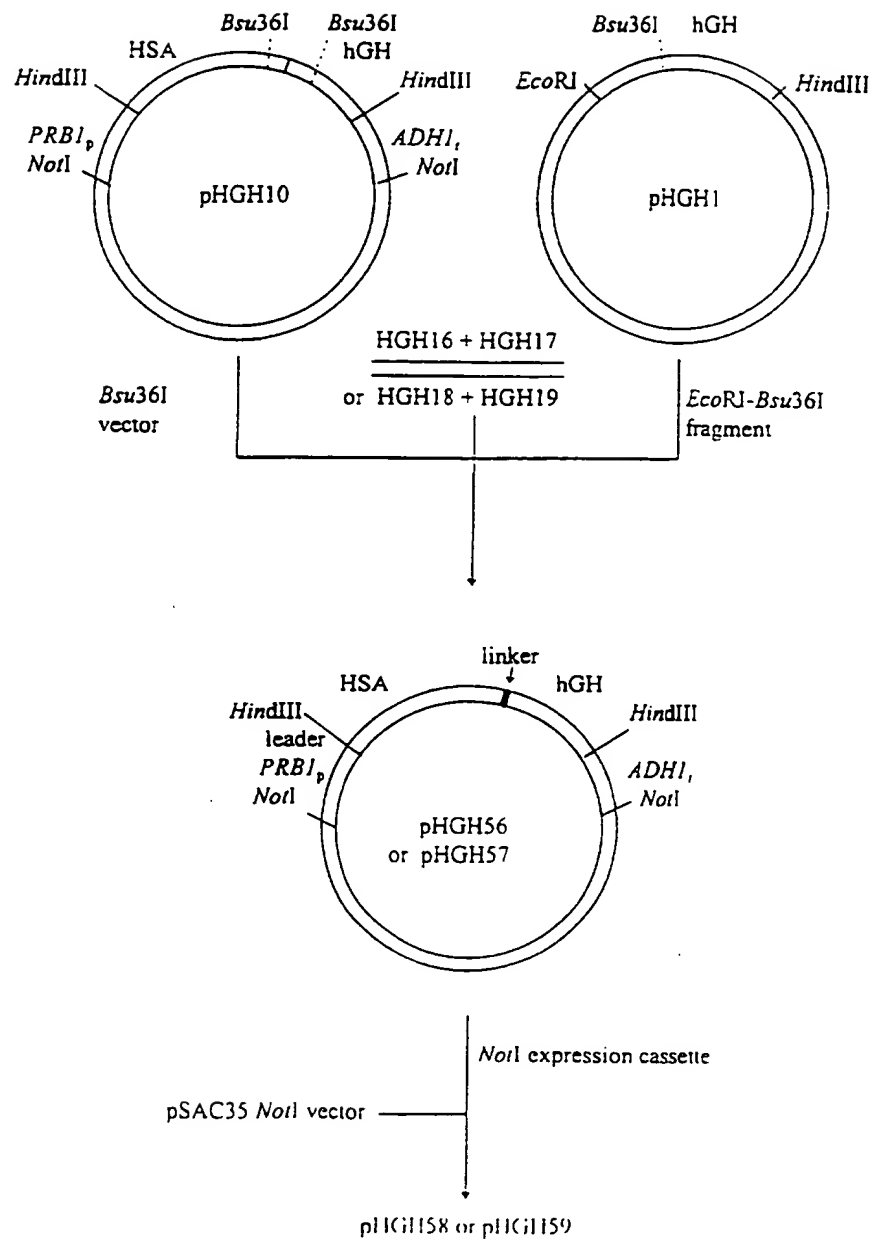 Bsu36I
Bsu36I
HSA
hGH
HindIII
HindIII
PRB1p
NotI
ADH1t
NotI
pHGH10
Bsu36I
hGH
EcoRI
HindIII
pHGH1
HGH16 + HGH17
or HGH18 + HGH19
Bsu36I
vector
EcoRI-Bsu36I
fragment
linker
HSA
hGH
HindIII
leader
PRB1p
NotI
HindIII
ADH1t
NotI
pHGH56
or pHGH57
NotI expression cassette
pSAC35 NotI vector
pHGH58 or pHGH59